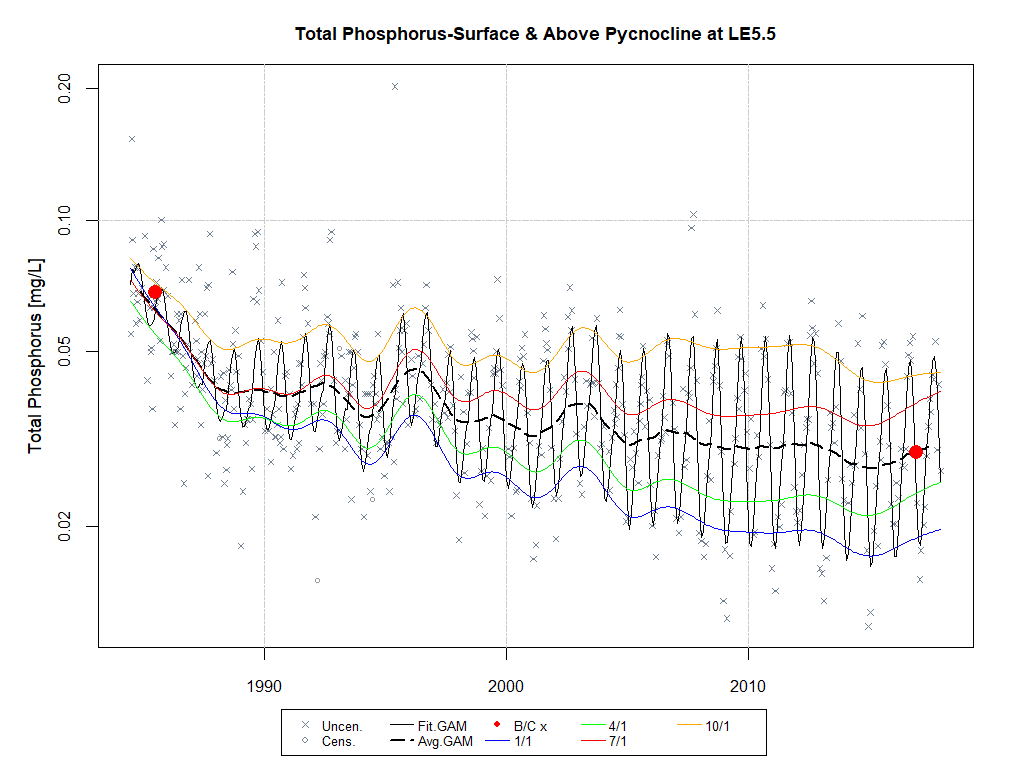 Total Phosphorus-Surface & Above Pycnocline at LE5.5
Total Phosphorus [mg/L]
0.20
0.10
0.05
0.02
1990 2000 2010
Uncen. Fit.GAM B/C x 4/1 10/1
Cens. Avg.GAM 1/1 7/1